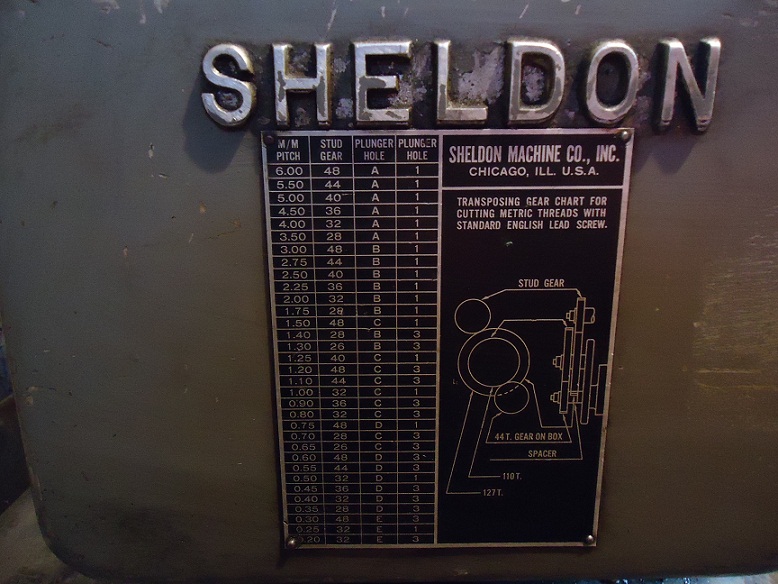 SHELDON
M/M PITCH STUD GEAR PLUNGER HOLE PLUNGER HOLE
6.00 48 A 1
5.50 44 A 1
5.00 40 A 1
4.50 36 A 1
4.00 32 A 1
3.50 28 A 1
3.00 48 B 1
2.75 44 B 1
2.50 40 B 1
2.25 36 B 1
2.00 32 B 1
1.75 28 B 1
1.50 48 C 1
1.40 28 B 3
1.30 26 B 3
1.25 40 C 1
1.20 48 C 3
1.10 44 C 3
1.00 32 C 1
0.90 36 C 3
0.80 32 C 3
0.75 48 D 1
0.70 28 C 3
0.65 26 C 3
0.60 48 D 3
0.55 44 D 3
0.50 32 D 1
0.45 36 D 3
0.40 32 D 3
0.35 28 D 3
0.30 48 E 3
0.25 32 E 1
0.20 32 E 3
SHELDON MACHINE CO., INC.
CHICAGO, ILL. U.S.A.
TRANSPOSING GEAR CHART FOR
CUTTING METRIC THREADS WITH
STANDARD ENGLISH LEAD SCREW.
STUD GEAR
44 T. GEAR ON BOX
SPACER
110 T.
127 T.